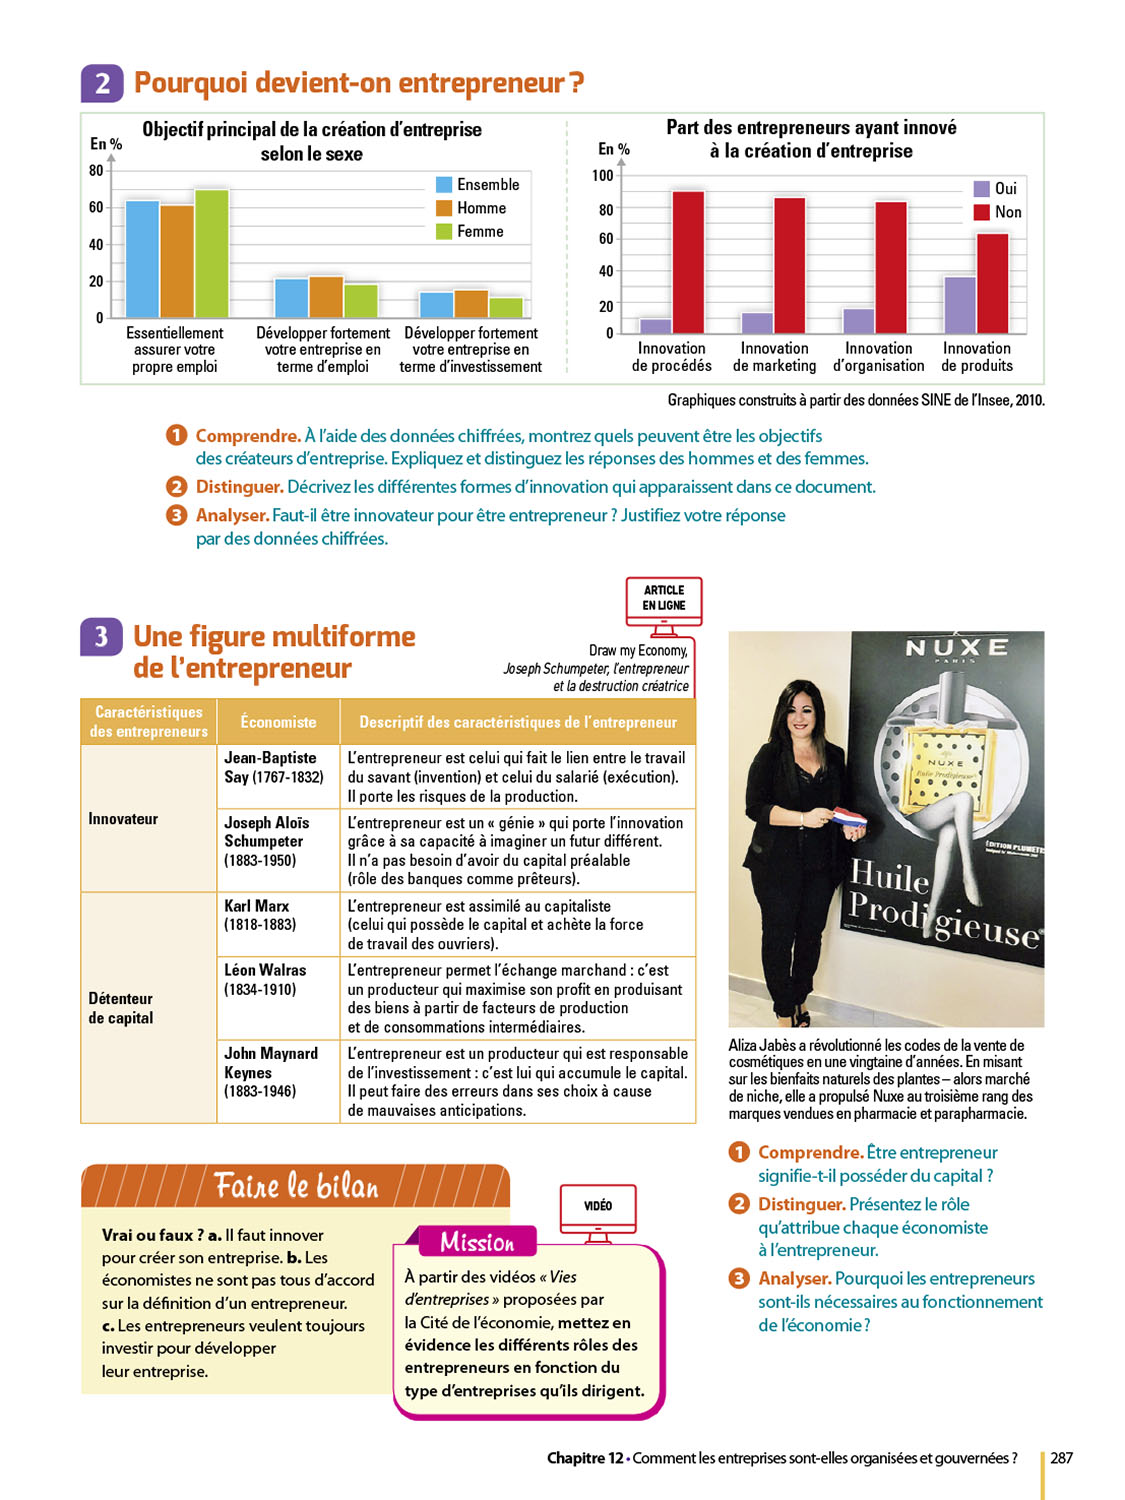 2 Pourquoi devient-on entrepreneur ?
Objectif principal de la création d'entreprise
selon le sexe
En %
80
60
40
20
0
Ensemble
Homme
Femme
Essentiellement
assurer votre
propre emploi
Développer fortement
votre entreprise en
terme d'emploi
Développer fortement
votre entreprise en
terme d'investissement
Part des entrepreneurs ayant innové
à la création d'entreprise
En %
100
80
60
40
20
0
Oui
Non
Innovation
de procédés
Innovation
de marketing
Innovation
d'organisation
Innovation
de produits
Graphiques construits à partir des données SINE de l'Insee, 2010.
1 Comprendre. À l'aide des données chiffrées, montrez quels peuvent être les objectifs
des créateurs d'entreprise. Expliquez et distinguez les réponses des hommes et des femmes.
2 Distinguer. Décrivez les différentes formes d'innovation qui apparaissent dans ce document.
3 Analyser. Faut-il être innovateur pour être entrepreneur ? Justifiez votre réponse
par des données chiffrées.
ARTICLE
EN LIGNE
3 Une figure multiforme
de l'entrepreneur
Draw my Economy,
Joseph Schumpeter, l'entrepreneur
et la destruction créatrice
Caractéristiques
des entrepreneurs
Économiste
Descriptif des caractéristiques de l'entrepreneur
Innovateur
Jean-Baptiste
Say (1767-1832)
L'entrepreneur est celui qui fait le lien entre le travail
du savant (invention) et celui du salarié (exécution).
Il porte les risques de la production.
Joseph Aloïs
Schumpeter
(1883-1950)
L'entrepreneur est un « génie » qui porte l'innovation
grâce à sa capacité à imaginer un futur différent.
Il n'a pas besoin d'avoir du capital préalable
(rôle des banques comme prêteurs).
Détenteur
de capital
Karl Marx
(1818-1883)
L'entrepreneur est assimilé au capitaliste
(celui qui possède le capital et achète la force
de travail des ouvriers).
Léon Walras
(1834-1910)
L'entrepreneur permet l'échange marchand : c'est
un producteur qui maximise son profit en produisant
des biens à partir de facteurs de production
et de consommations intermédiaires.
John Maynard
Keynes
(1883-1946)
L'entrepreneur est un producteur qui est responsable
de l'investissement : c'est lui qui accumule le capital.
Il peut faire des erreurs dans ses choix à cause
de mauvaises anticipations.
NUXE
PARIS
NUXE
Huile Prodigieuse
ÉDITION PLUMETIS
Huile
Prodigieuse
Aliza Jabès a révolutionné les codes de la vente de
cosmétiques en une vingtaine d'années. En misant
sur les bienfaits naturels des plantes – alors marché
de niche, elle a propulsé Nuxe au troisième rang des
marques vendues en pharmacie et parapharmacie.
1 Comprendre. Être entrepreneur
signifie-t-il posséder du capital ?
2 Distinguer. Présentez le rôle
qu'attribue chaque économiste
à l'entrepreneur.
3 Analyser. Pourquoi les entrepreneurs
sont-ils nécessaires au fonctionnement
de l'économie ?
Faire le bilan
Vrai ou faux ? a. Il faut innover
pour créer son entreprise. b. Les
économistes ne sont pas tous d'accord
sur la définition d'un entrepreneur.
c. Les entrepreneurs veulent toujours
investir pour développer
leur entreprise.
VIDÉO
Mission
À partir des vidéos « Vies
d'entreprises » proposées par
la Cité de l'économie, mettez en
évidence les différents rôles des
entrepreneurs en fonction du
type d'entreprises qu'ils dirigent.
Chapitre 12 • Comment les entreprises sont-elles organisées et gouvernées ? 287